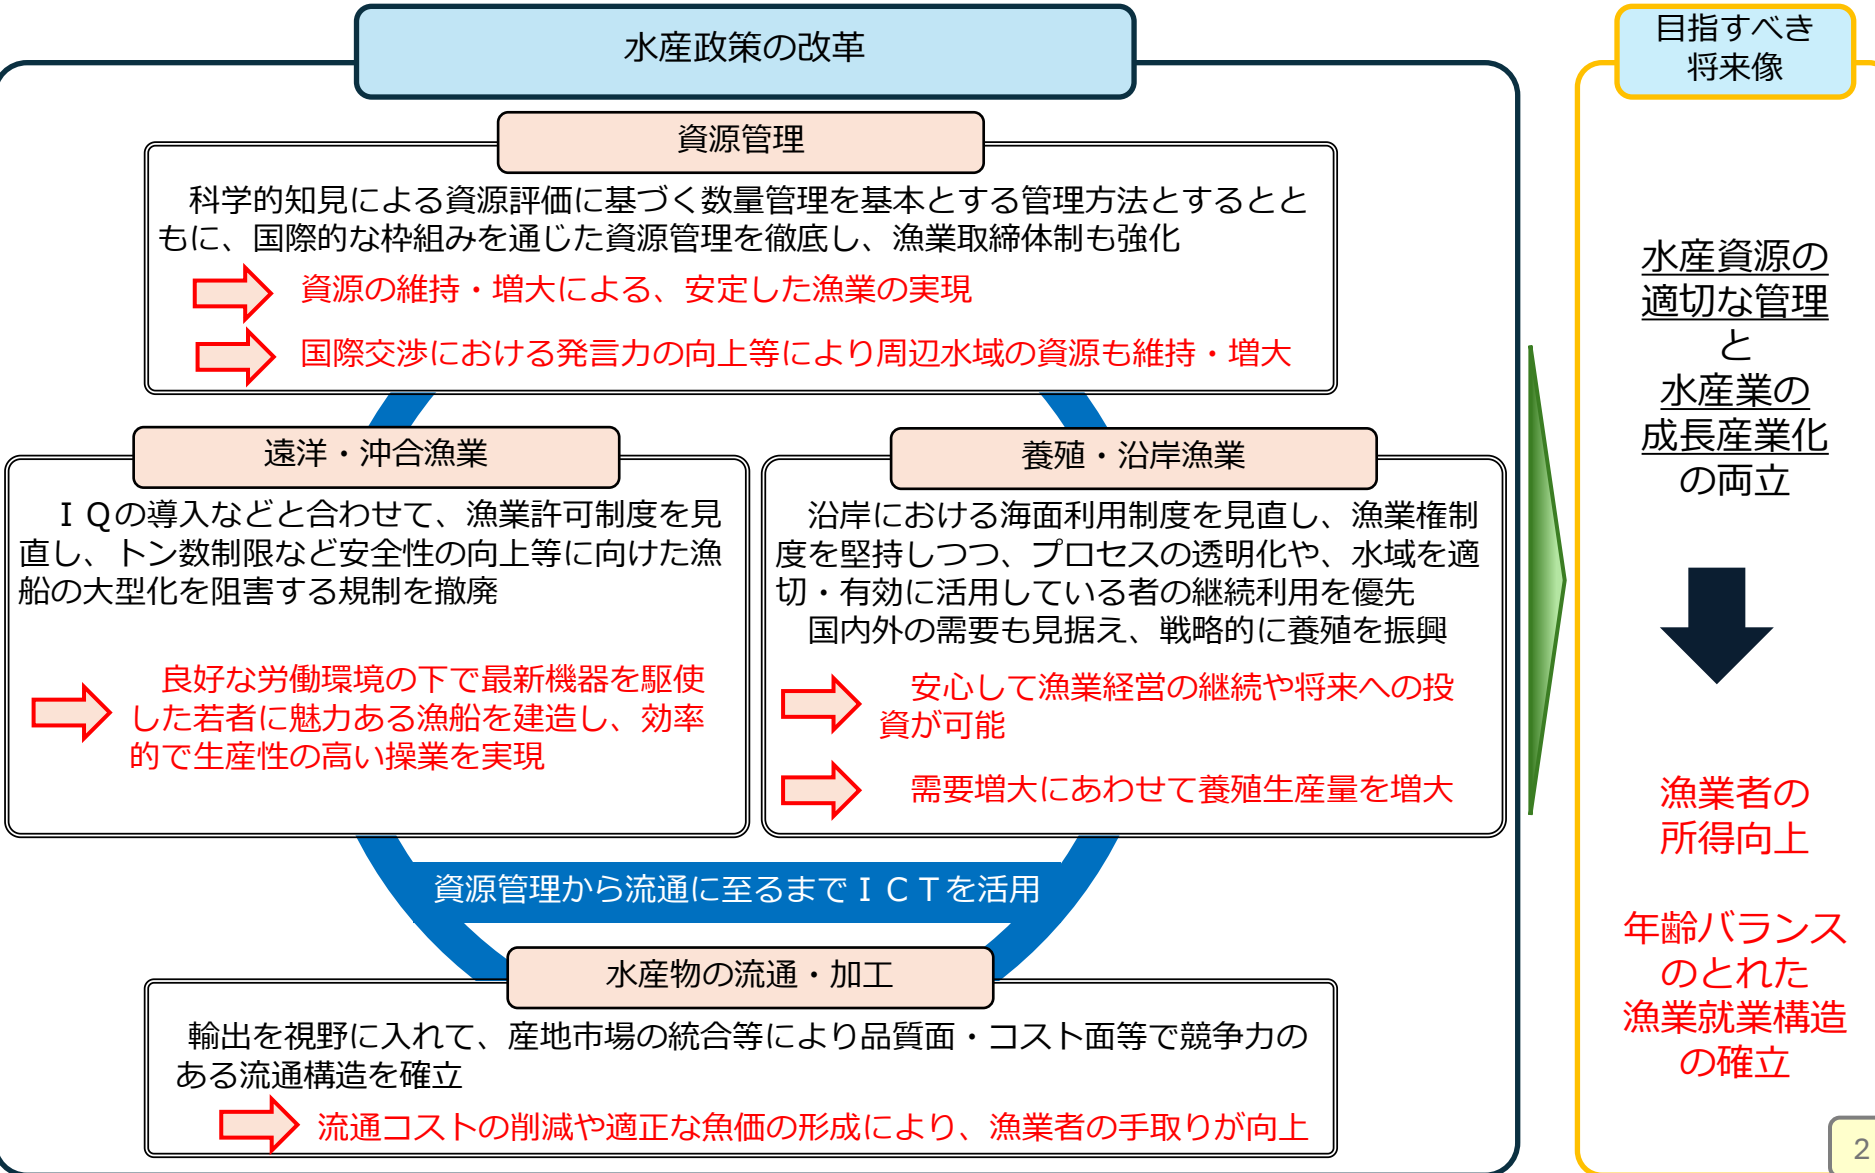 水産政策の改革
資源管理
科学的知見による資源評価に基づく数量管理を基本とする管理方法とするとと
もに、国際的な枠組みを通じた資源管理を徹底し、漁業取締体制も強化
資源の維持・増大による、安定した漁業の実現
国際交渉における発言力の向上等により周辺水域の資源も維持・増大
遠洋・沖合漁業
ＩＱの導入などと合わせて、漁業許可制度を見
直し、トン数制限など安全性の向上等に向けた漁
船の大型化を阻害する規制を撤廃
良好な労働環境の下で最新機器を駆使
した若者に魅力ある漁船を建造し、効率
的で生産性の高い操業を実現
養殖・沿岸漁業
沿岸における海面利用制度を見直し、漁業権制
度を堅持しつつ、プロセスの透明化や、水域を適
切・有効に活用している者の継続利用を優先
国内外の需要も見据え、戦略的に養殖を振興
安心して漁業経営の継続や将来への投
資が可能
需要増大にあわせて養殖生産量を増大
資源管理から流通に至るまでＩＣＴを活用
水産物の流通・加工
輸出を視野に入れて、産地市場の統合等により品質面・コスト面等で競争力の
ある流通構造を確立
流通コストの削減や適正な魚価の形成により、漁業者の手取りが向上
目指すべき
将来像
水産資源の
適切な管理
と
水産業の
成長産業化
の両立
漁業者の
所得向上
年齢バランス
のとれた
漁業就業構造
の確立
2